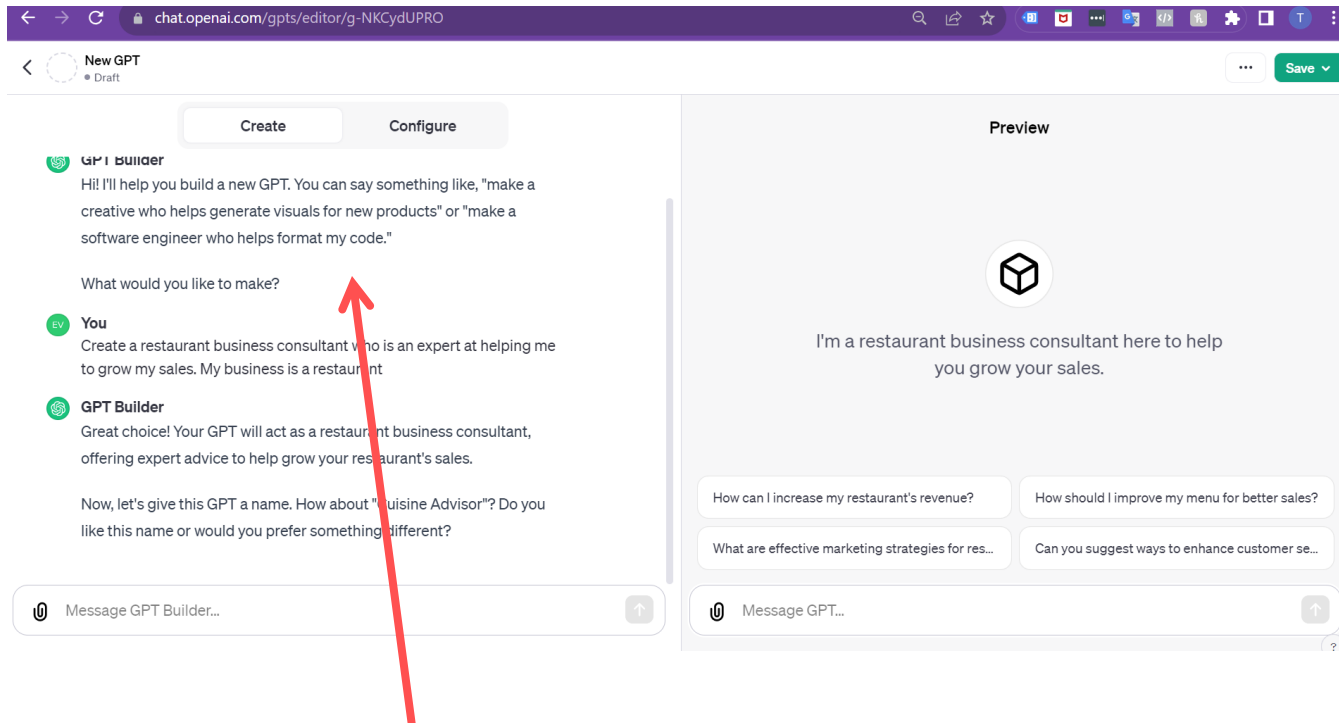 chat.openai.com/gpts/editor/g-NKCydUPRO
T
New GPT
Draft
...
Save
Create
Configure
GPT Builder
Hi! I'll help you build a new GPT. You can say something like, "make a
creative who helps generate visuals for new products" or "make a
software engineer who helps format my code."
What would you like to make?
EV
You
Create a restaurant business consultant who is an expert at helping me
to grow my sales. My business is a restaurant
GPT Builder
Great choice! Your GPT will act as a restaurant business consultant,
offering expert advice to help grow your restaurant's sales.
Now, let's give this GPT a name. How about "Cuisine Advisor"? Do you
like this name or would you prefer something different?
Message GPT Builder...
Preview
I'm a restaurant business consultant here to help
you grow your sales.
How can I increase my restaurant's revenue?
How should I improve my menu for better sales?
What are effective marketing strategies for res...
Can you suggest ways to enhance customer se...
Message GPT...
?